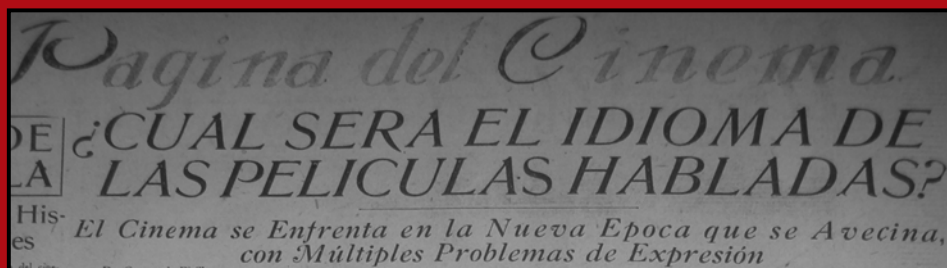 Pagina del Cinema
DE
LA
¿CUAL SERA EL IDIOMA DE
LAS PELICULAS HABLADAS?
His-
es
El Cinema se Enfrenta en la Nueva Epoca que se Avecina,
con Múltiples Problemas de Expresión